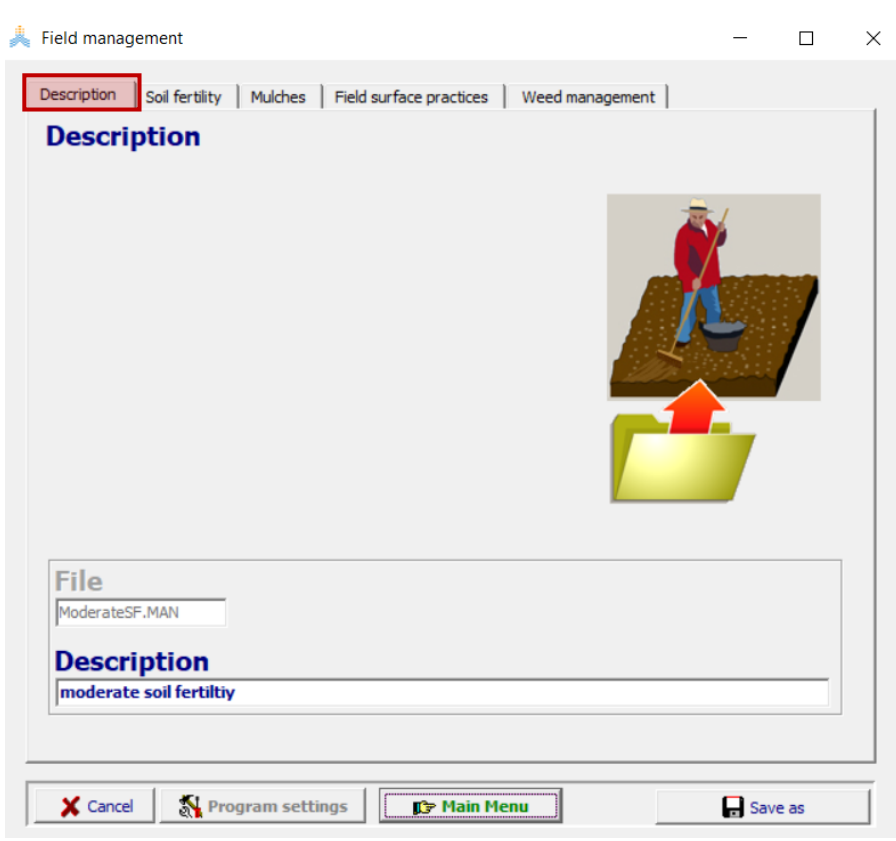 Field management
Description Soil fertility Mulches Field surface practices Weed management
Description
File
ModerateSF.MAN
Description
moderate soil fertiltiy
Cancel Program settings Main Menu Save as